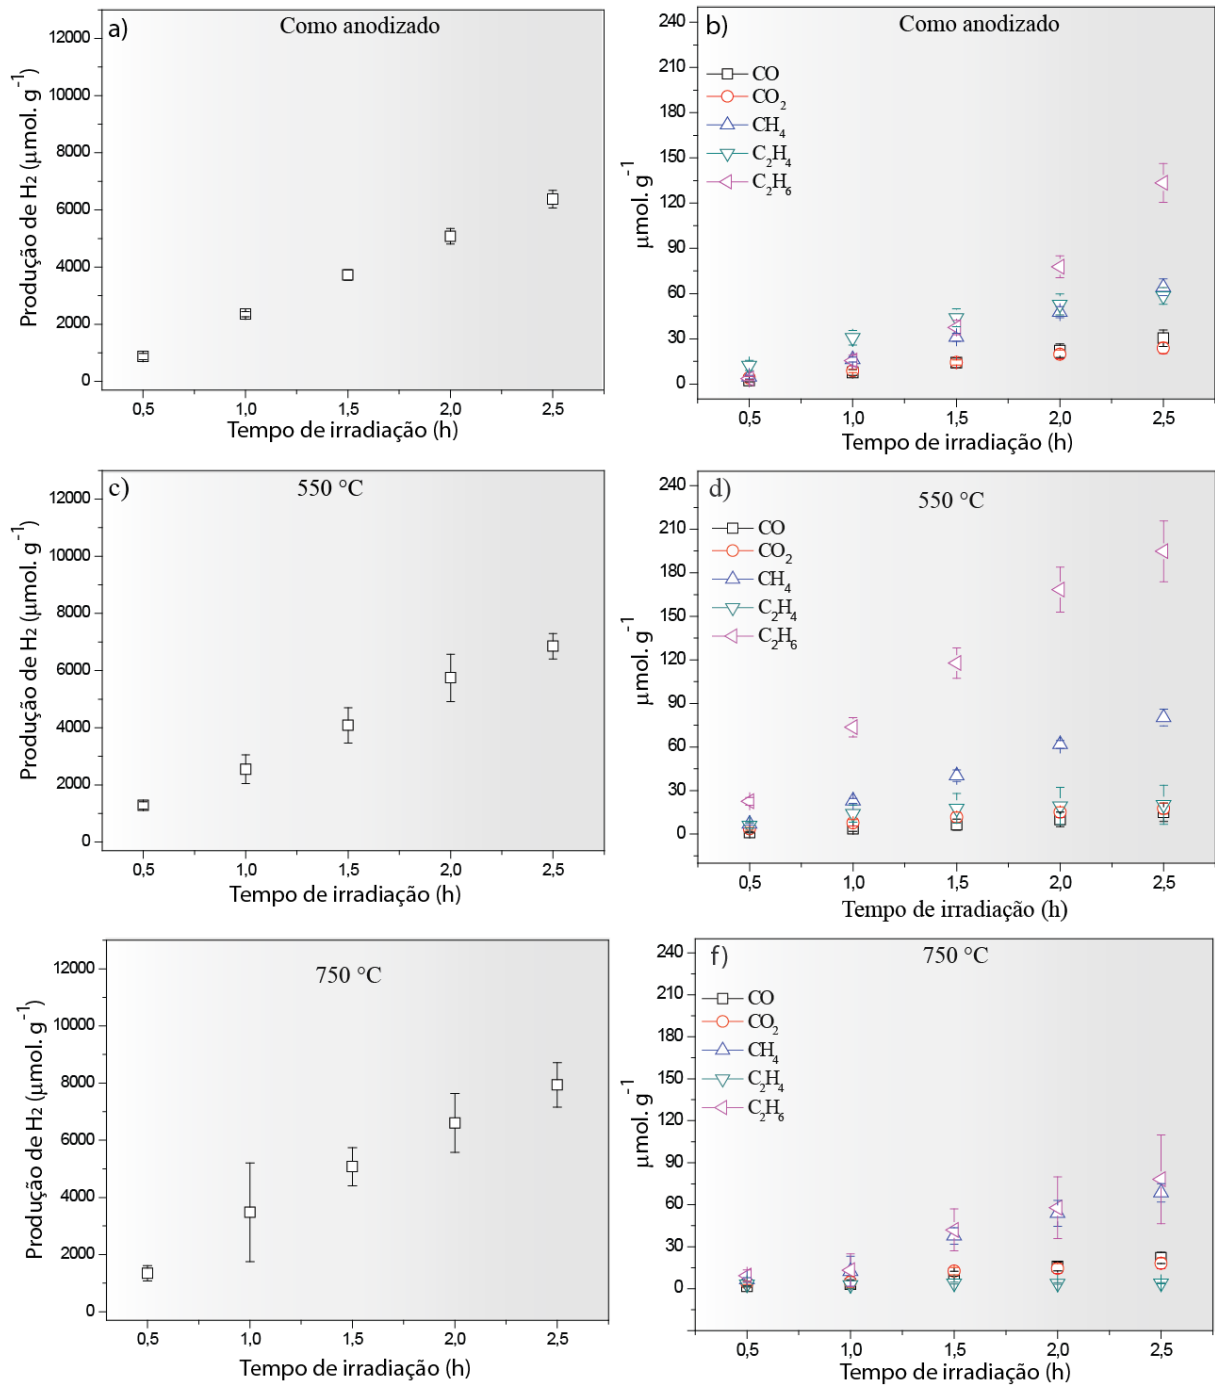 a)
Como anodizado
Produção de H2 (μmol. g-1)
12000
10000
8000
6000
4000
2000
0
0,5 1,0 1,5 2,0 2,5
Tempo de irradiação (h)
b)
Como anodizado
μmol. g-1
240
210
180
150
120
90
60
30
0
CO
CO2
CH4
C2H4
C2H6
0,5 1,0 1,5 2,0 2,5
Tempo de irradiação (h)
c)
550 °C
Produção de H2 (μmol. g-1)
12000
10000
8000
6000
4000
2000
0
0,5 1,0 1,5 2,0 2,5
Tempo de irradiação (h)
d)
550 °C
μmol. g-1
240
210
180
150
120
90
60
30
0
CO
CO2
CH4
C2H4
C2H6
0,5 1,0 1,5 2,0 2,5
Tempo de irradiação (h)
750 °C
Produção de H2 (μmol. g-1)
12000
10000
8000
6000
4000
2000
0
0,5 1,0 1,5 2,0 2,5
Tempo de irradiação (h)
f)
750 °C
μmol. g-1
240
210
180
150
120
90
60
30
0
CO
CO2
CH4
C2H4
C2H6
0,5 1,0 1,5 2,0 2,5
Tempo de irradiação (h)